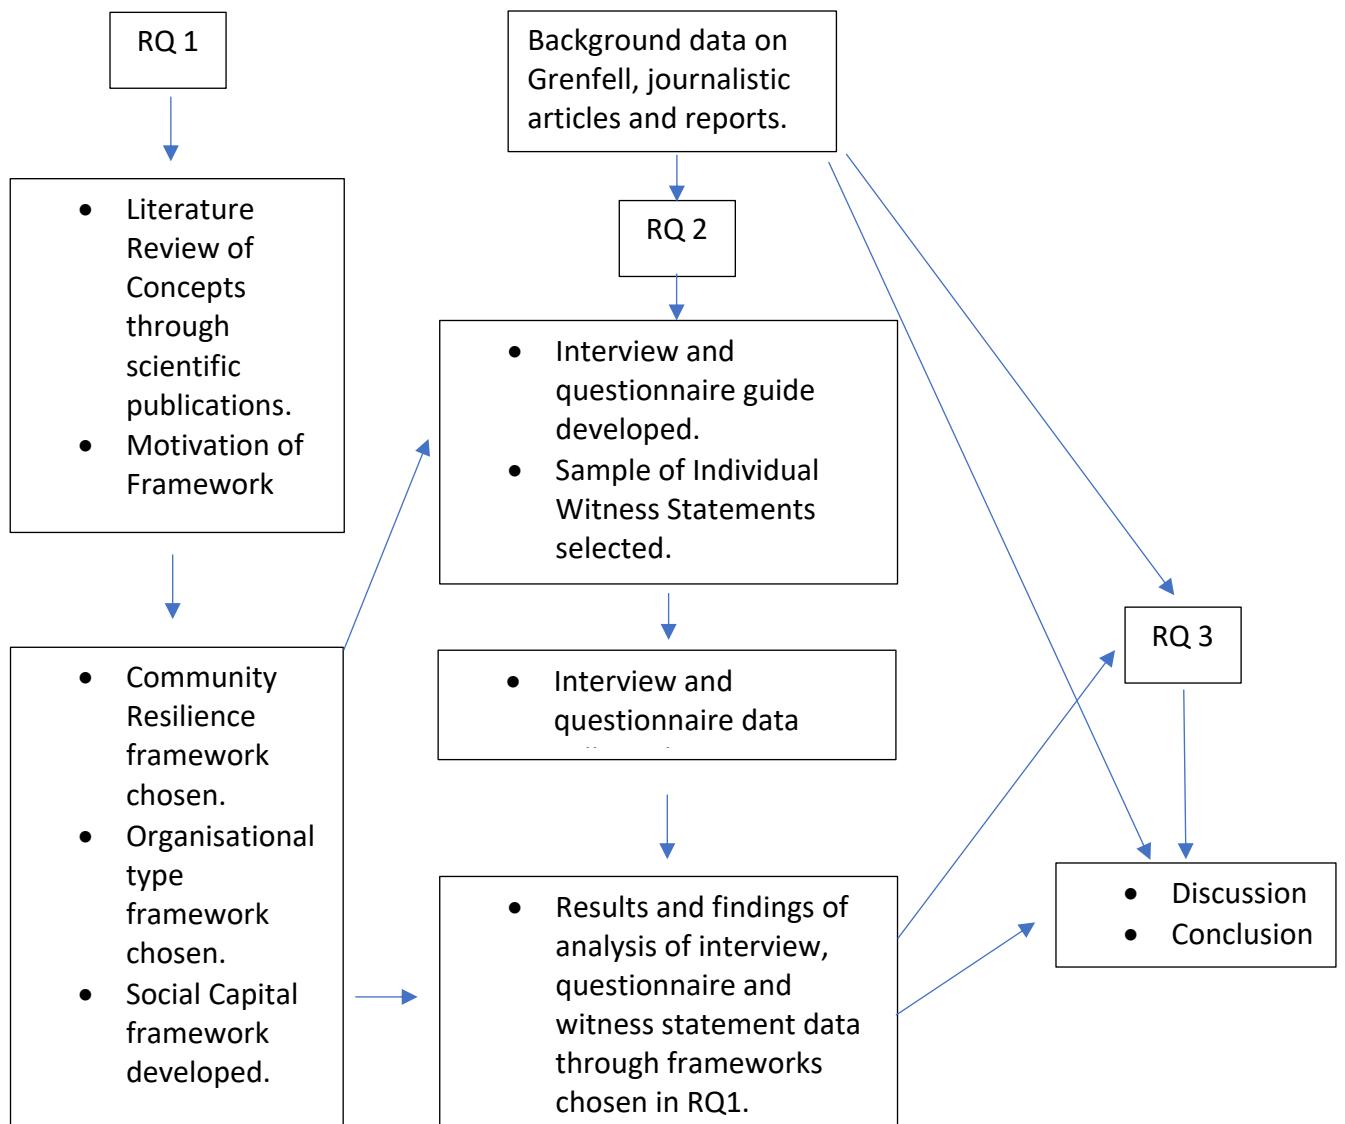 RQ 1
• Literature
Review of
Concepts
through
scientific
publications.
• Motivation of
Framework
• Community
Resilience
framework
chosen.
• Organisational
type
framework
chosen.
• Social Capital
framework
developed.
Background data on
Grenfell, journalistic
articles and reports.
RQ 2
• Interview and
questionnaire guide
developed.
• Sample of Individual
Witness Statements
selected.
• Interview and
questionnaire data
• Results and findings of
analysis of interview,
questionnaire and
witness statement data
through frameworks
chosen in RQ1.
RQ 3
• Discussion
• Conclusion